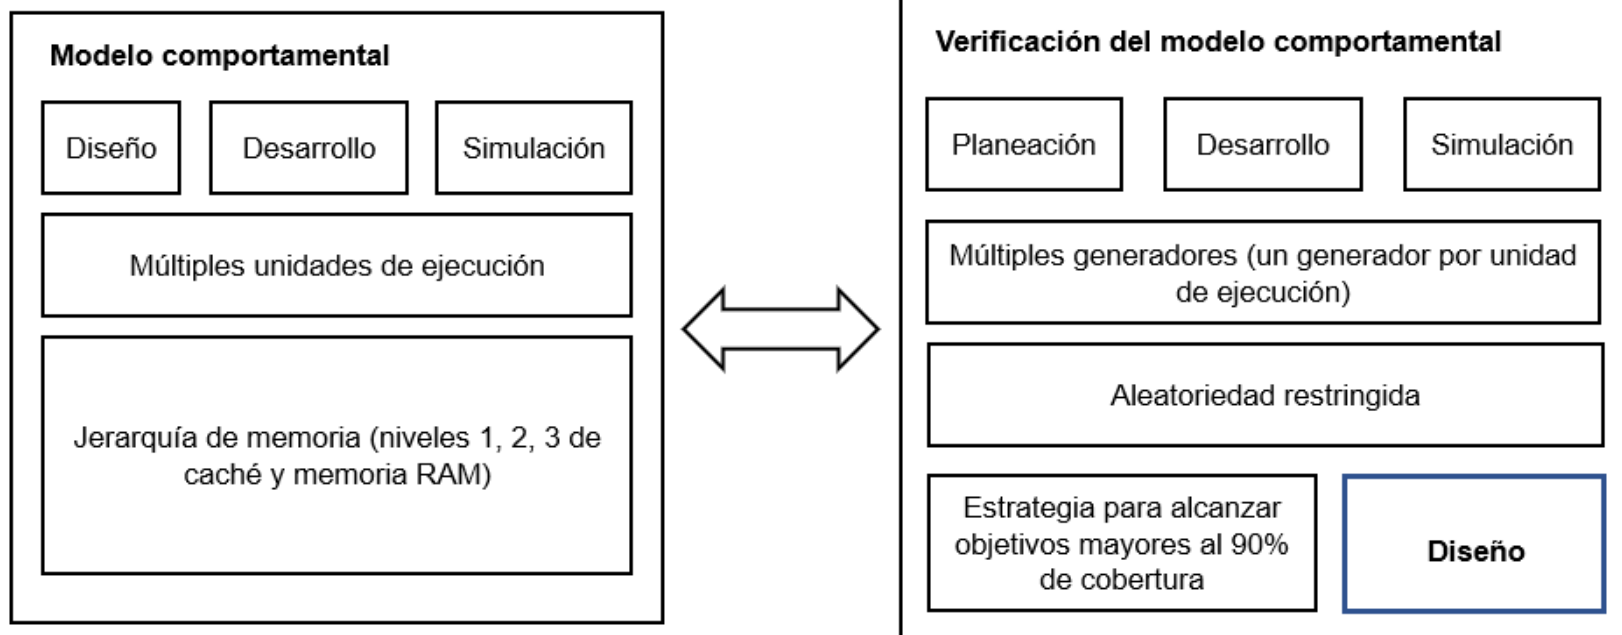 Modelo comportamental
Diseño
Desarrollo
Simulación
Múltiples unidades de ejecución
Jerarquía de memoria (niveles 1, 2, 3 de
caché y memoria RAM)
Verificación del modelo comportamental
Planeación
Desarrollo
Simulación
Múltiples generadores (un generador por unidad
de ejecución)
Aleatoriedad restringida
Estrategia para alcanzar
objetivos mayores al 90%
de cobertura
Diseño